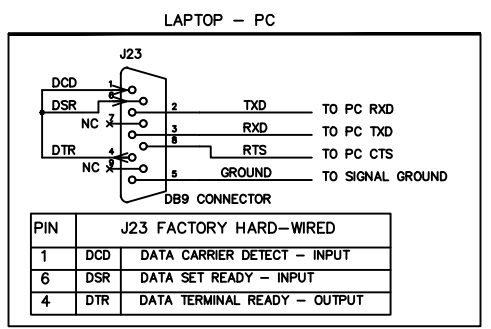 LAPTOP – PC
J23
DCD 1
6
DSR 2 TXD TO PC RXD
NC 7
3 RXD TO PC TXD
8
DTR 4 RTS TO PC CTS
NC 9
5 GROUND TO SIGNAL GROUND
DB9 CONNECTOR
PIN J23 FACTORY HARD–WIRED
1 DCD DATA CARRIER DETECT – INPUT
6 DSR DATA SET READY – INPUT
4 DTR DATA TERMINAL READY – OUTPUT